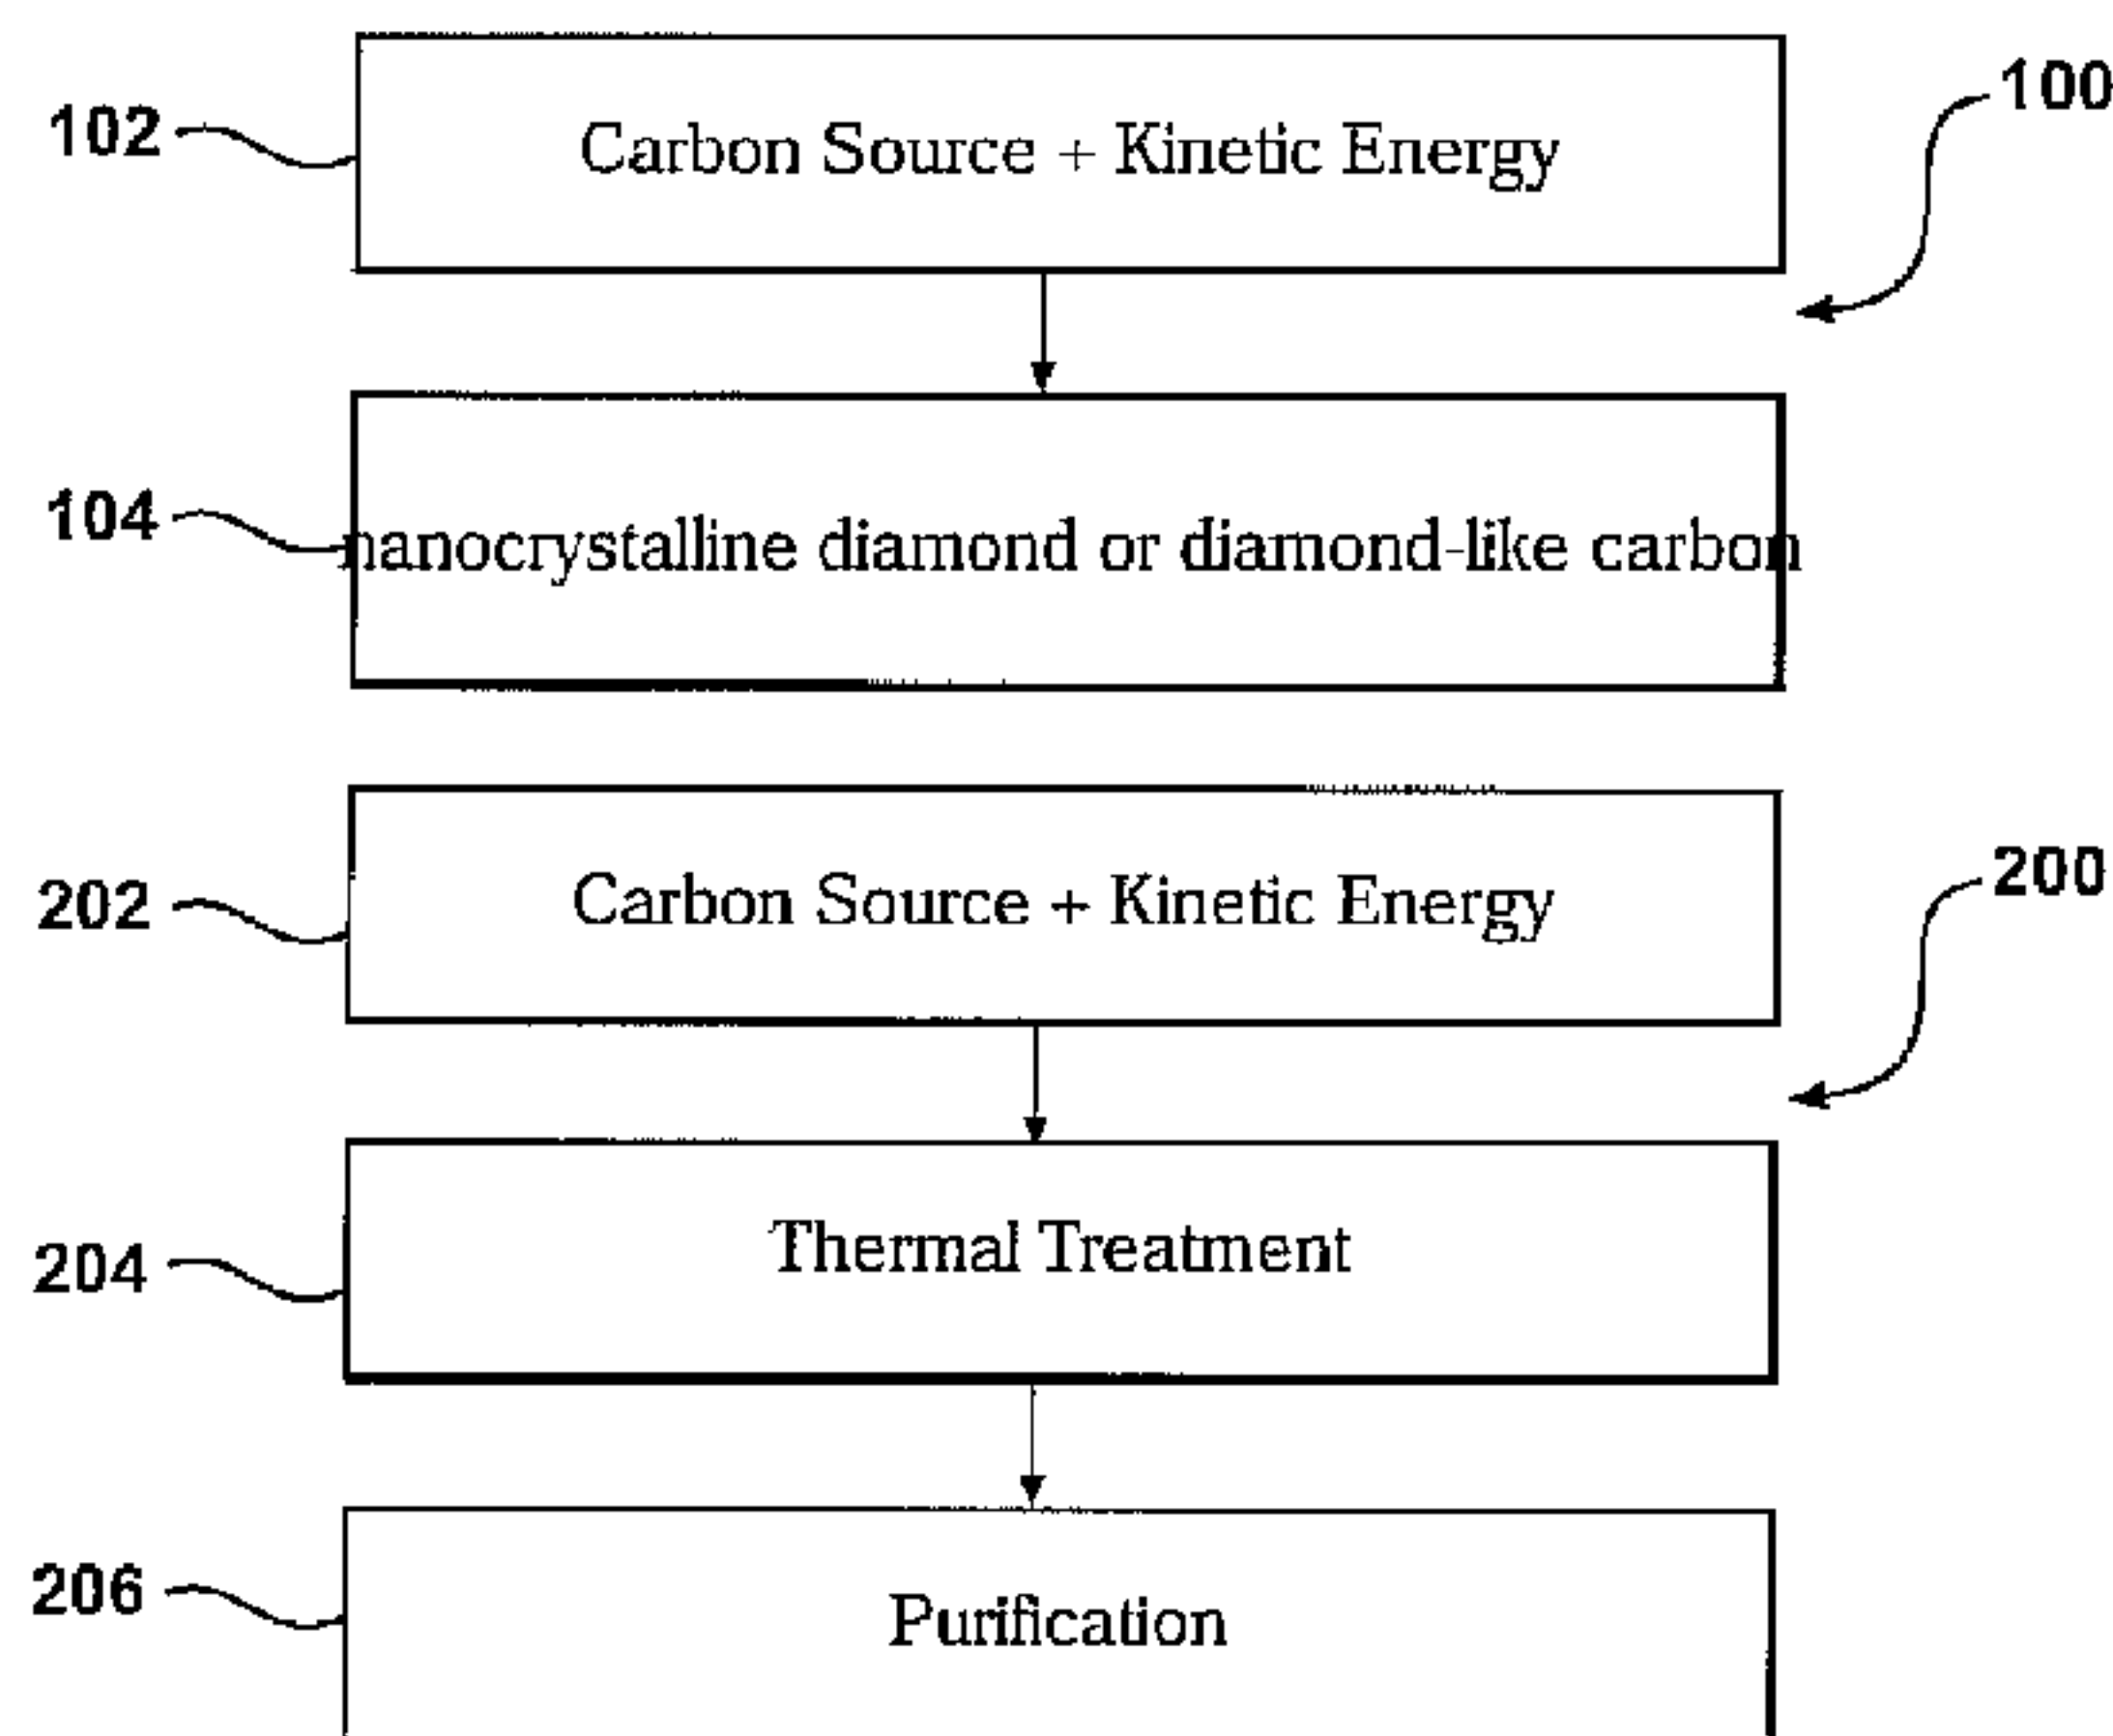 100
102 Carbon Source + Kinetic Energy
104 nanocrystalline diamond or diamond-like carbon
200
202 Carbon Source + Kinetic Energy
204 Thermal Treatment
206 Purification